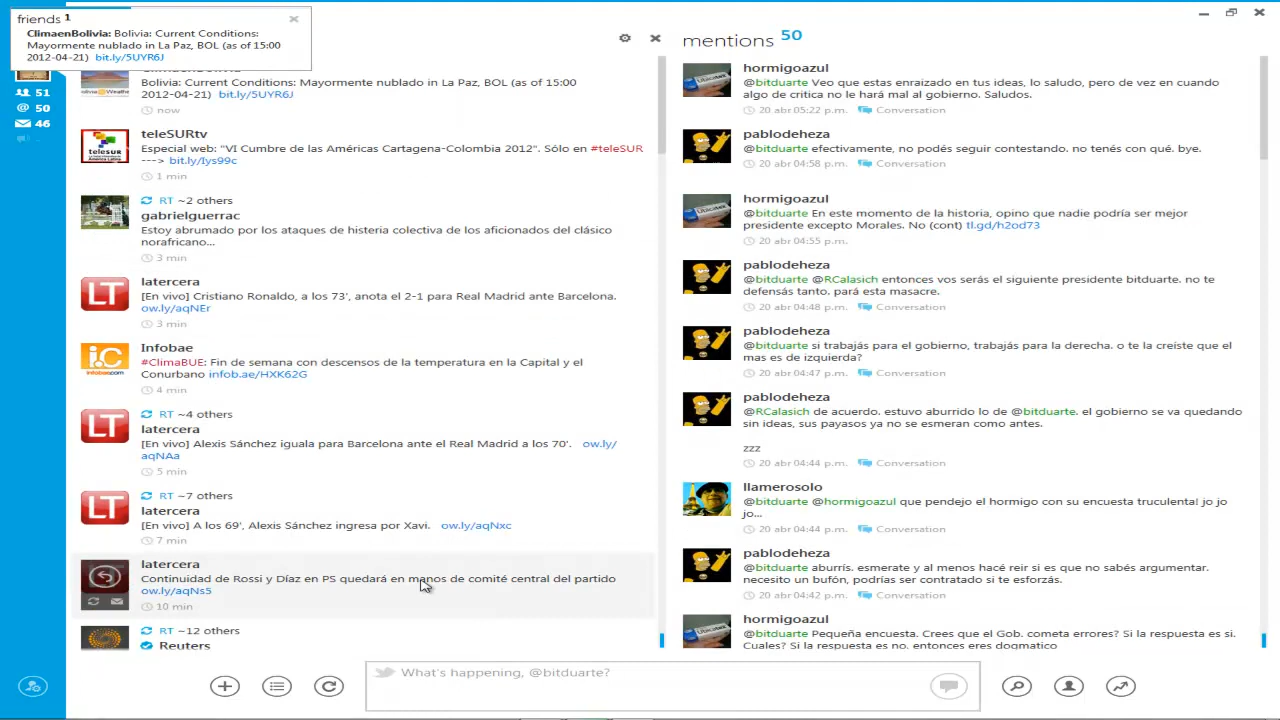 friends 1
ClimaenBolivia: Bolivia: Current Conditions:
Mayormente nublado in La Paz, BOL (as of 15:00
2012-04-21) bit.ly/5UYR6J
51
@ 50
46
Bolivia: Current Conditions: Mayormente nublado in La Paz, BOL (as of 15:00
2012-04-21) bit.ly/5UYR6J
now
teleSURtv
Especial web: "VI Cumbre de las Américas Cartagena-Colombia 2012". Sólo en #teleSUR
---> bit.ly/Iys99c
1 min
RT ~2 others
gabrielguerrac
Estoy abrumado por los ataques de histeria colectiva de los aficionados del clásico
norafricano...
3 min
latercera
[En vivo] Cristiano Ronaldo, a los 73', anota el 2-1 para Real Madrid ante Barcelona.
ow.ly/aqNEr
3 min
Infobae
#ClimaBUE: Fin de semana con descensos de la temperatura en la Capital y el
Conurbano infob.ae/HXK62G
4 min
RT ~4 others
latercera
[En vivo] Alexis Sánchez iguala para Barcelona ante el Real Madrid a los 70'. ow.ly/
aqNAa
5 min
RT ~7 others
latercera
[En vivo] A los 69', Alexis Sánchez ingresa por Xavi. ow.ly/aqNxc
7 min
latercera
Continuidad de Rossi y Díaz en PS quedará en manos de comité central del partido
ow.ly/aqNs5
10 min
RT ~12 others
Reuters
mentions 50
hormigoazul
@bitduarte Veo que estas enraizado en tus ideas, lo saludo, pero de vez en cuando
algo de critica no le hará mal al gobierno. Saludos.
20 abr 05:22 p.m. Conversation
pablodeheza
@bitduarte efectivamente, no podés seguir contestando. no tenés con qué. bye.
20 abr 04:58 p.m. Conversation
hormigoazul
@bitduarte En este momento de la historia, opino que nadie podría ser mejor
presidente excepto Morales. No (cont) tl.gd/h2od73
20 abr 04:55 p.m.
pablodeheza
@bitduarte @RCalasich entonces vos serás el siguiente presidente bitduarte. no te
defensás tanto. pará esta masacre.
20 abr 04:48 p.m. Conversation
pablodeheza
@bitduarte si trabajás para el gobierno, trabajás para la derecha. o te la creíste que el
mas es de izquierda?
20 abr 04:47 p.m. Conversation
pablodeheza
@RCalasich de acuerdo. estuvo aburrido lo de @bitduarte. el gobierno se va quedando
sin ideas, sus payasos ya no se esmeran como antes.
zzz
20 abr 04:44 p.m. Conversation
llamerosolo
@bitduarte @hormigoazul que pendejo el hormigo con su encuesta truculenta! jo jo
jo...
20 abr 04:44 p.m. Conversation
pablodeheza
@bitduarte aburrís. esmerate y al menos hacé reir si es que no sabés argumentar.
necesito un bufón, podrías ser contratado si te esforzás.
20 abr 04:42 p.m. Conversation
hormigoazul
@bitduarte Pequeña encuesta. Crees que el Gob. cometa errores? Si la respuesta es si.
Cuales? Si la respuesta es no. entonces eres dogmatico
What's happening, @bitduarte?